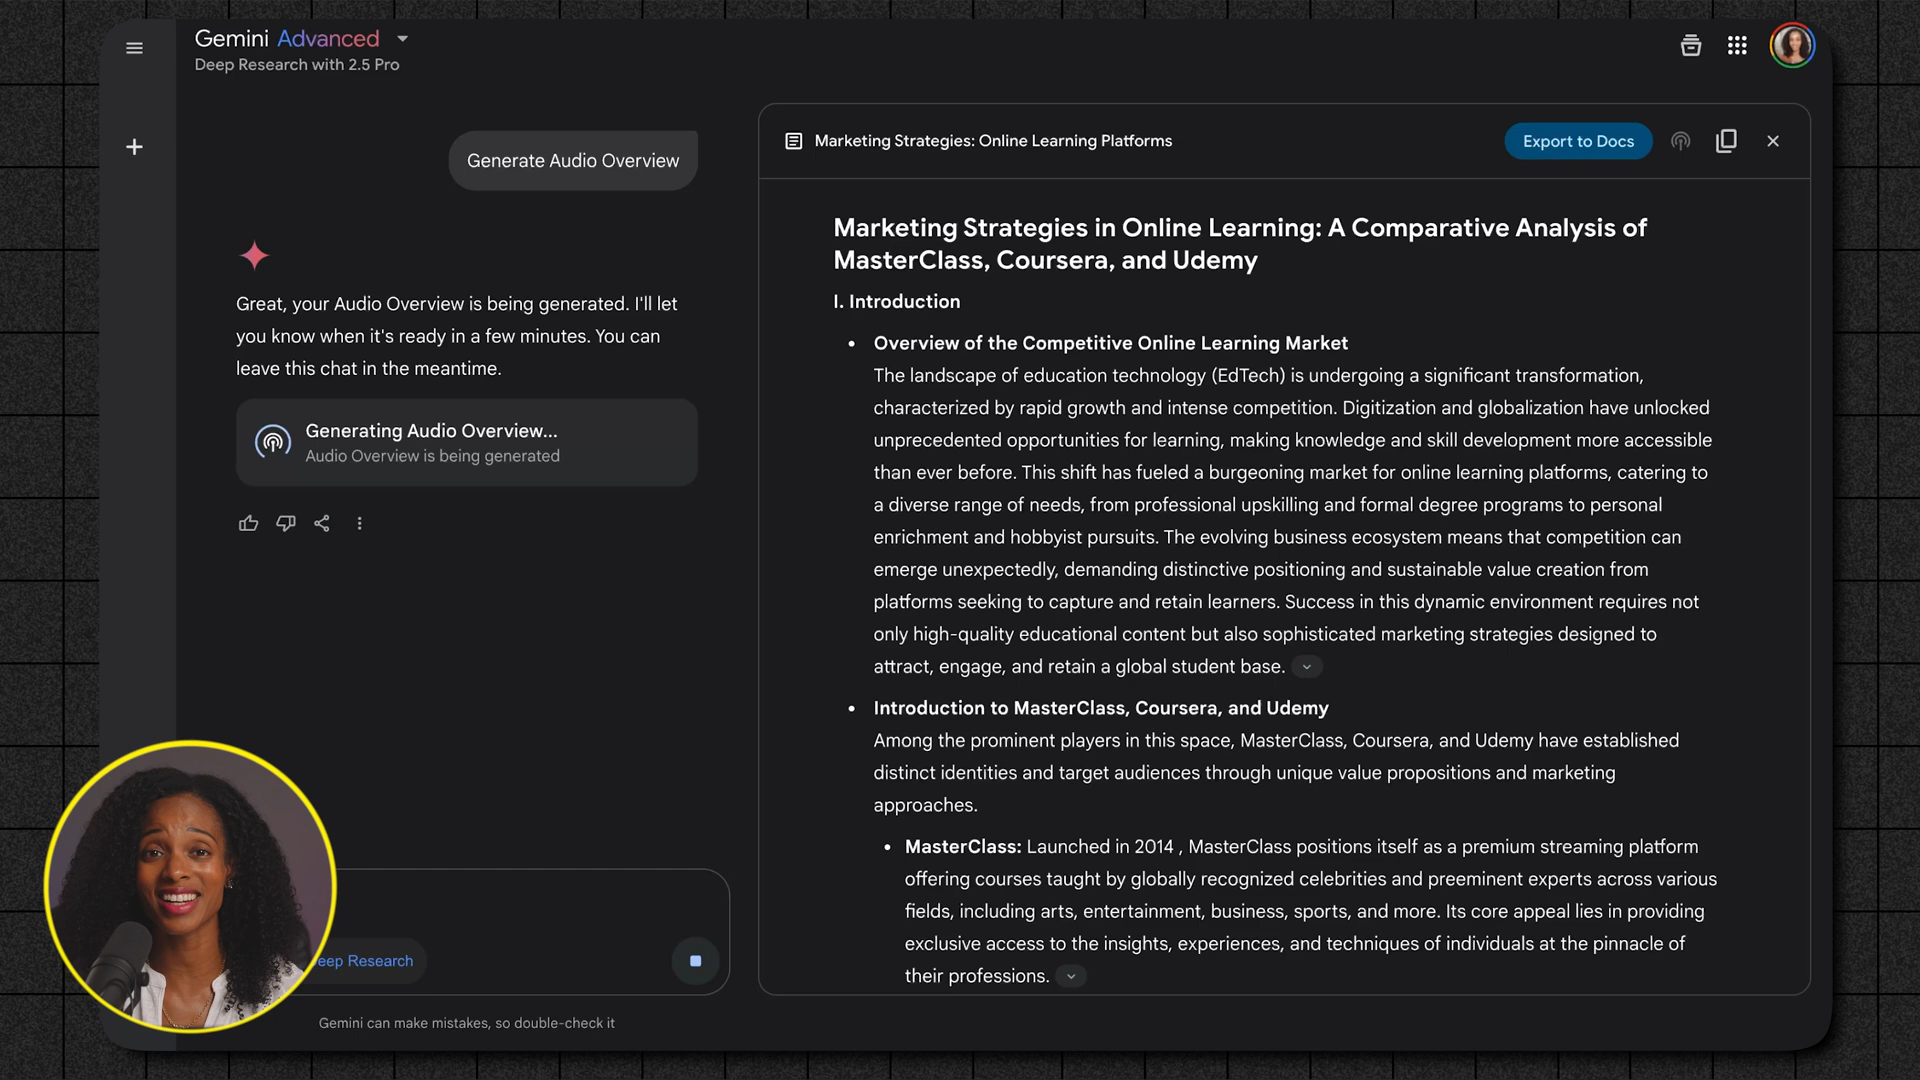 Gemini Advanced
Deep Research with 2.5 Pro
Generate Audio Overview
Great, your Audio Overview is being generated. I'll let
you know when it's ready in a few minutes. You can
leave this chat in the meantime.
Generating Audio Overview...
Audio Overview is being generated
eep Research
Gemini can make mistakes, so double-check it
Marketing Strategies: Online Learning Platforms
Export to Docs
Marketing Strategies in Online Learning: A Comparative Analysis of
MasterClass, Coursera, and Udemy
I. Introduction
• Overview of the Competitive Online Learning Market
The landscape of education technology (EdTech) is undergoing a significant transformation,
characterized by rapid growth and intense competition. Digitization and globalization have unlocked
unprecedented opportunities for learning, making knowledge and skill development more accessible
than ever before. This shift has fueled a burgeoning market for online learning platforms, catering to
a diverse range of needs, from professional upskilling and formal degree programs to personal
enrichment and hobbyist pursuits. The evolving business ecosystem means that competition can
emerge unexpectedly, demanding distinctive positioning and sustainable value creation from
platforms seeking to capture and retain learners. Success in this dynamic environment requires not
only high-quality educational content but also sophisticated marketing strategies designed to
attract, engage, and retain a global student base.
• Introduction to MasterClass, Coursera, and Udemy
Among the prominent players in this space, MasterClass, Coursera, and Udemy have established
distinct identities and target audiences through unique value propositions and marketing
approaches.
• MasterClass: Launched in 2014 , MasterClass positions itself as a premium streaming platform
offering courses taught by globally recognized celebrities and preeminent experts across various
fields, including arts, entertainment, business, sports, and more. Its core appeal lies in providing
exclusive access to the insights, experiences, and techniques of individuals at the pinnacle of
their professions.